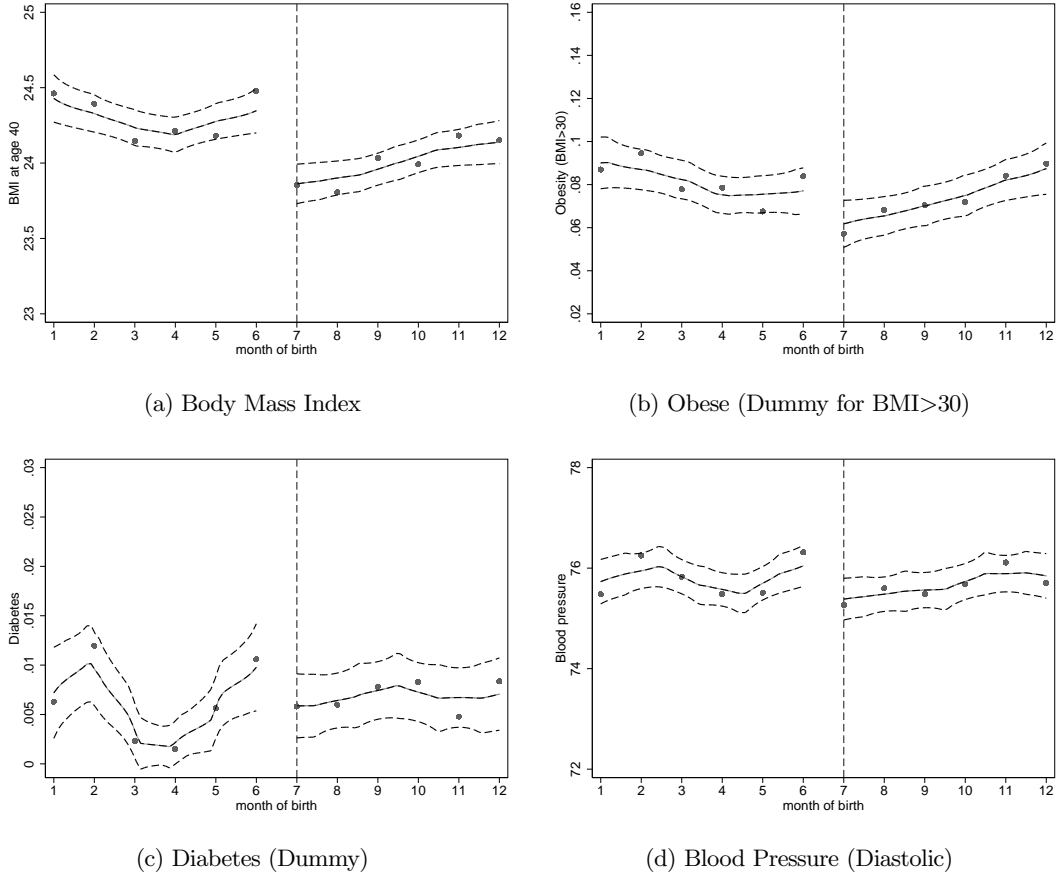 25
24.5
24
23.5
23
BMI at age 40
1 2 3 4 5 6 7 8 9 10 11 12
month of birth
(a) Body Mass Index
.16
.14
.12
.1
.08
.06
.04
.02
Obesity (BMI>30)
1 2 3 4 5 6 7 8 9 10 11 12
month of birth
(b) Obese (Dummy for BMI>30)
.03
.025
.02
.015
.01
.005
0
Diabetes
1 2 3 4 5 6 7 8 9 10 11 12
month of birth
(c) Diabetes (Dummy)
78
76
74
72
Blood pressure
1 2 3 4 5 6 7 8 9 10 11 12
month of birth
(d) Blood Pressure (Diastolic)